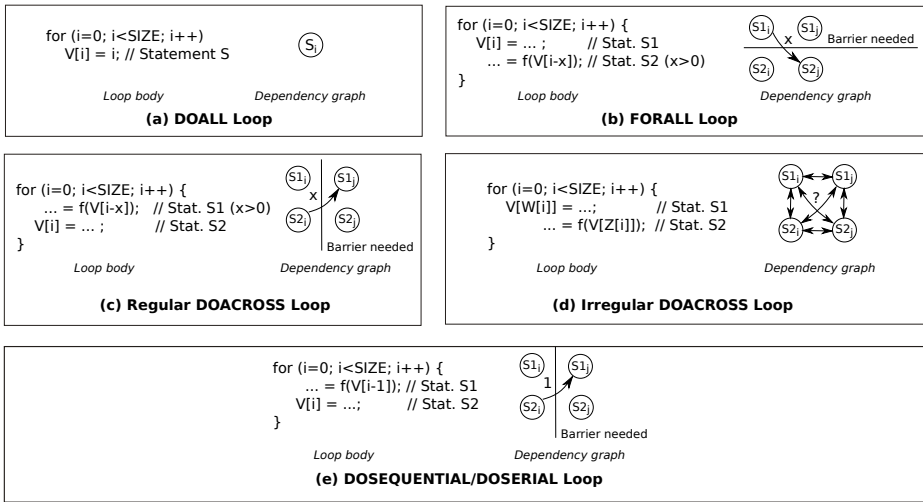 for (i=0; i<SIZE; i++)
V[i] = i; // Statement S
Si
Loop body
Dependency graph
(a) DOALL Loop
for (i=0; i<SIZE; i++) {
V[i] = ... ; // Stat. S1
... = f(V[i-x]); // Stat. S2 (x>0)
}
S1i
S1j
x
Barrier needed
S2i
S2j
Loop body
Dependency graph
(b) FORALL Loop
for (i=0; i<SIZE; i++) {
... = f(V[i-x]); // Stat. S1 (x>0)
V[i] = ... ; // Stat. S2
}
S1i
S1j
x
S2i
S2j
Barrier needed
Loop body
Dependency graph
(c) Regular DOACROSS Loop
for (i=0; i<SIZE; i++) {
V[W[i]] = ...; // Stat. S1
... = f(V[Z[i]]); // Stat. S2
}
S1i
S1j
?
S2i
S2j
Loop body
Dependency graph
(d) Irregular DOACROSS Loop
for (i=0; i<SIZE; i++) {
... = f(V[i-1]); // Stat. S1
V[i] = ...; // Stat. S2
}
S1i
S1j
1
S2i
S2j
Barrier needed
Loop body
Dependency graph
(e) DOSEQUENTIAL/DOSERIAL Loop